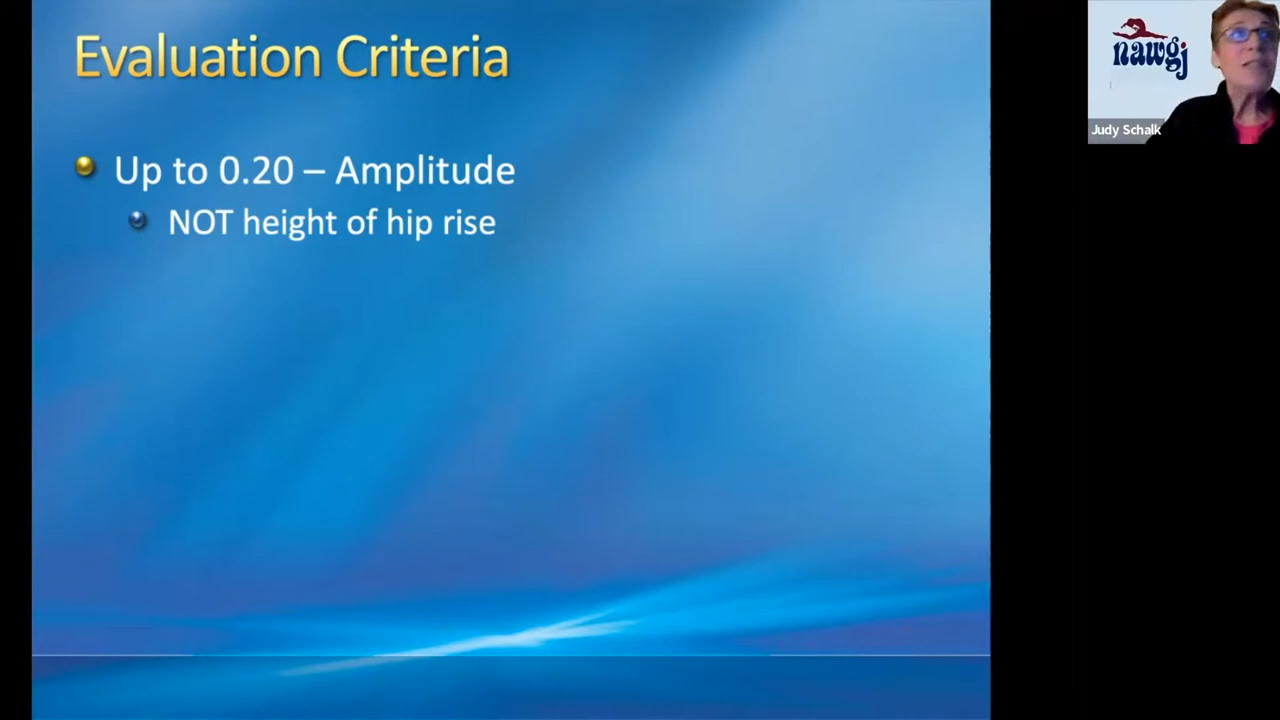 Evaluation Criteria
Up to 0.20 – Amplitude
NOT height of hip rise
nawgj
Judy Schalk